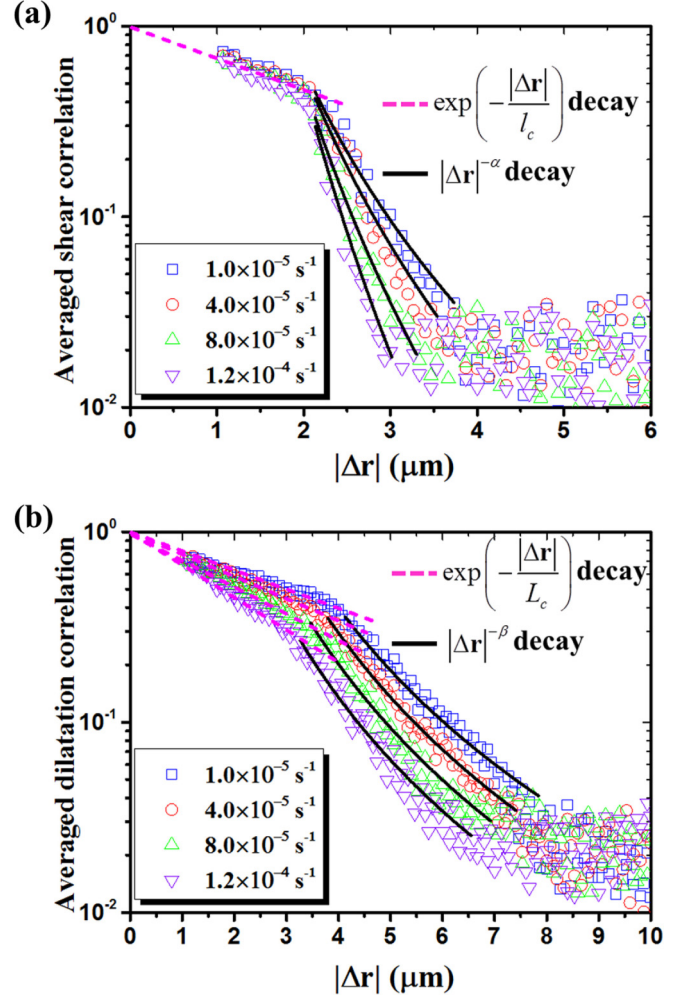 (a)
10⁰
10⁻¹
10⁻²
Averaged shear correlation
exp(−|Δr|/l_c) decay
|Δr|^−α decay
1.0×10⁻⁵ s⁻¹
4.0×10⁻⁵ s⁻¹
8.0×10⁻⁵ s⁻¹
1.2×10⁻⁴ s⁻¹
0 1 2 3 4 5 6
|Δr| (μm)
(b)
10⁰
10⁻¹
10⁻²
Averaged dilatation correlation
exp(−|Δr|/L_c) decay
|Δr|^−β decay
1.0×10⁻⁵ s⁻¹
4.0×10⁻⁵ s⁻¹
8.0×10⁻⁵ s⁻¹
1.2×10⁻⁴ s⁻¹
0 1 2 3 4 5 6 7 8 9 10
|Δr| (μm)